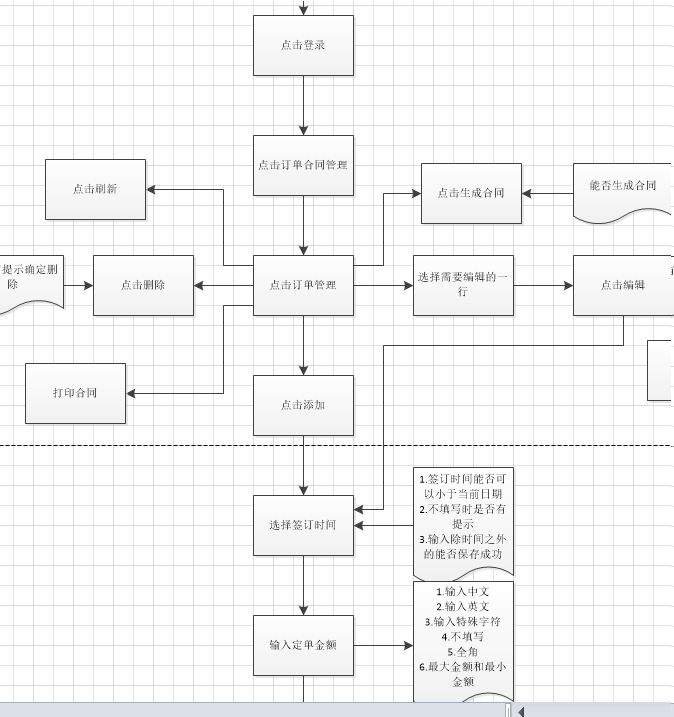 点击登录
点击订单合同管理
点击刷新
点击生成合同
能否生成合同
提示确定删
除
点击删除
点击订单管理
选择需要编辑的一
行
点击编辑
打印合同
点击添加
1.签订时间能否可
以小于当前日期
2.不填写时是否有
提示
3.输入除时间之外
的能否保存成功
选择签订时间
1.输入中文
2.输入英文
3.输入特殊字符
4.不填写
5.全角
6.最大金额和最小
金额
输入定单金额